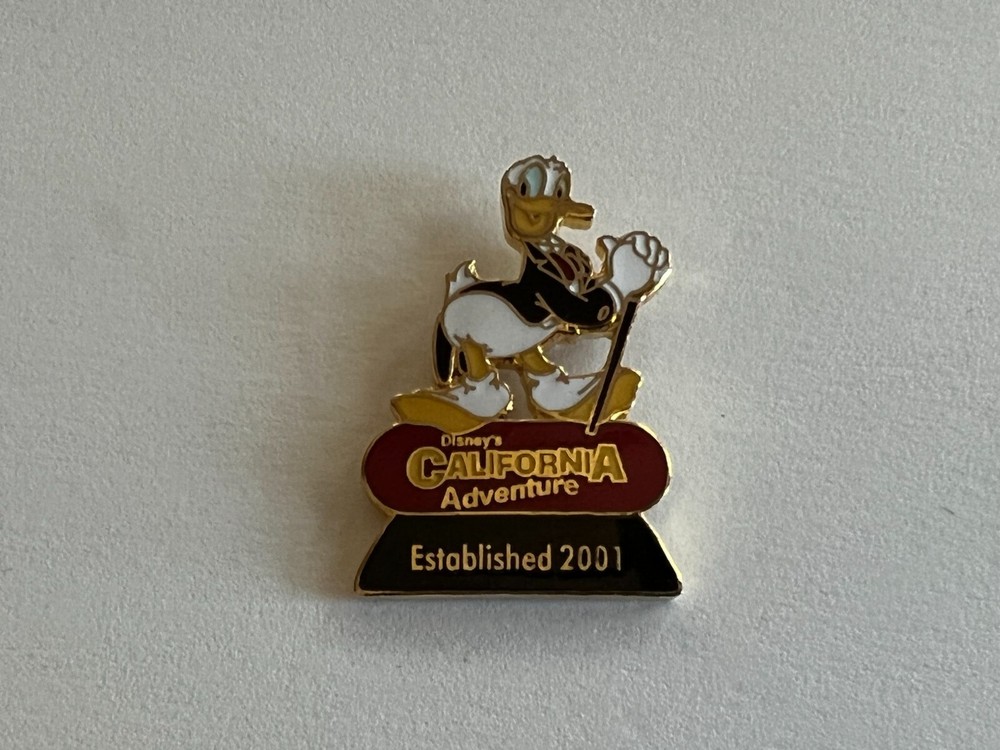 Disney's
CALIFORNIA
Adventure
Established 2001